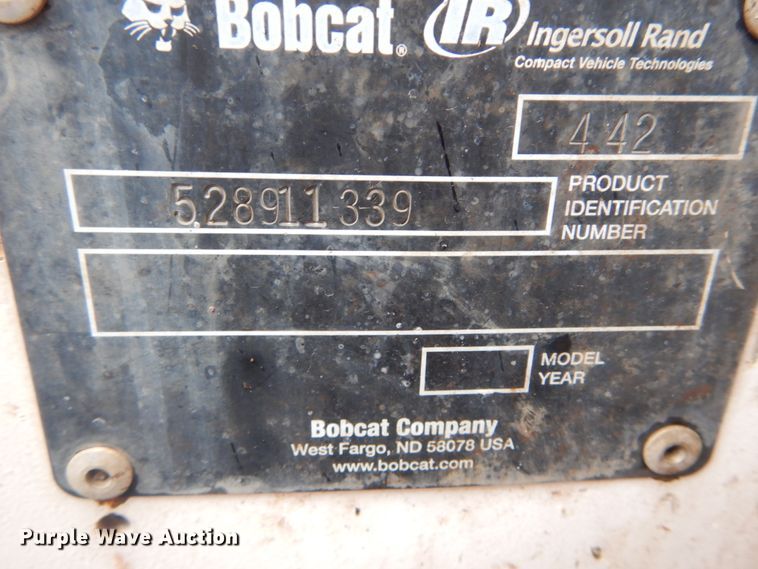 Bobcat® IR Ingersoll Rand
Compact Vehicle Technologies
442
528911339
PRODUCT
IDENTIFICATION
NUMBER
MODEL
YEAR
Bobcat Company
West Fargo, ND 58078 USA
www.bobcat.com
Purple Wave Auction